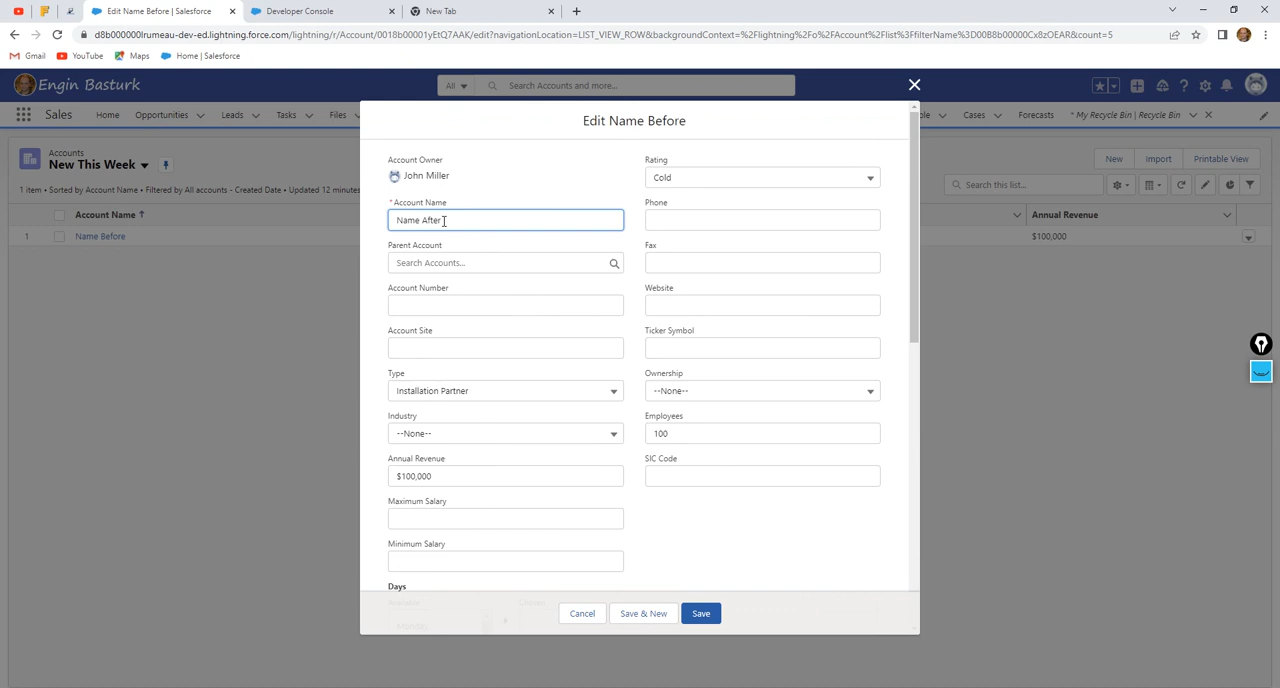 Edit Name Before | Salesforce
Developer Console
New Tab
d8b000000lrumeau-dev-ed.lightning.force.com/lightning/r/Account/0018b00001yEtQ7AAK/edit?navigationLocation=LIST_VIEW_ROW&backgroundContext=%2Flightning%2Fo%2FAccount%2Flist%3FfilterName%3D00B8b00000Cx8zOEAR&count=5
Gmail
YouTube
Maps
Home | Salesforce
Engin Basturk
All
Search Accounts and more...
Sales
Home
Opportunities
Leads
Tasks
Files
Cases
Forecasts
* My Recycle Bin | Recycle Bin
Accounts
New This Week
New
Import
Printable View
1 item • Sorted by Account Name • Filtered by All accounts - Created Date • Updated 12 minutes
Search this list...
Account Name ↑
Annual Revenue
1
Name Before
$100,000
Edit Name Before
Account Owner
John Miller
Rating
Cold
* Account Name
Name After
Phone
Parent Account
Search Accounts...
Fax
Account Number
Website
Account Site
Ticker Symbol
Type
Installation Partner
Ownership
--None--
Industry
--None--
Employees
100
Annual Revenue
$100,000
SIC Code
Maximum Salary
Minimum Salary
Days
Available
Chosen
Monday
Cancel
Save & New
Save